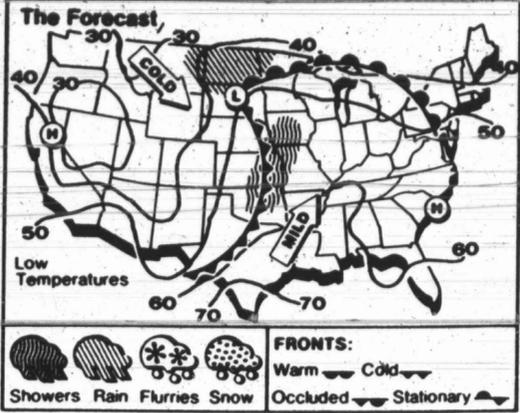 The Forecast
30 30 40
COLD
40 30 40
L
H
50
H
MILD
50
60
Low
Temperatures
60
70 70
FRONTS:
Warm Cold
Showers Rain Flurries Snow
Occluded Stationary